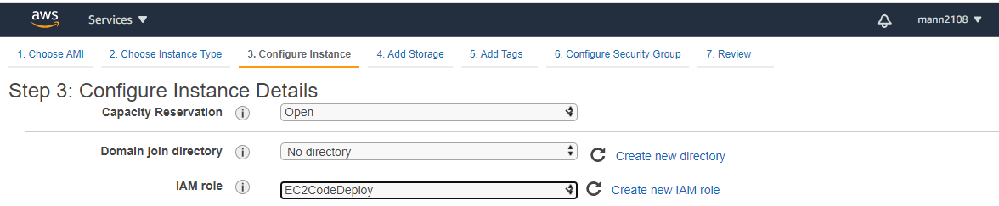 aws Services mann2108
1. Choose AMI 2. Choose Instance Type 3. Configure Instance 4. Add Storage 5. Add Tags 6. Configure Security Group 7. Review
Step 3: Configure Instance Details
Capacity Reservation i Open
Domain join directory i No directory Create new directory
IAM role i EC2CodeDeploy Create new IAM role